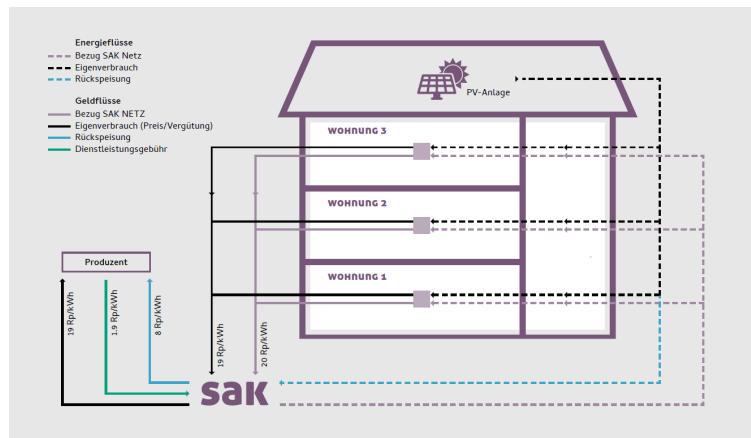 Energieflüsse
Bezug SAK Netz
Eigenverbrauch
Rückspeisung
Geldflüsse
Bezug SAK NETZ
Eigenverbrauch (Preis/Vergütung)
Rückspeisung
Dienstleistungsgebühr
PV-Anlage
WOHNUNG 3
WOHNUNG 2
WOHNUNG 1
Produzent
19 Rp/kWh
1,9 Rp/kWh
8 Rp/kWh
19 Rp/kWh
20 Rp/kWh
sak